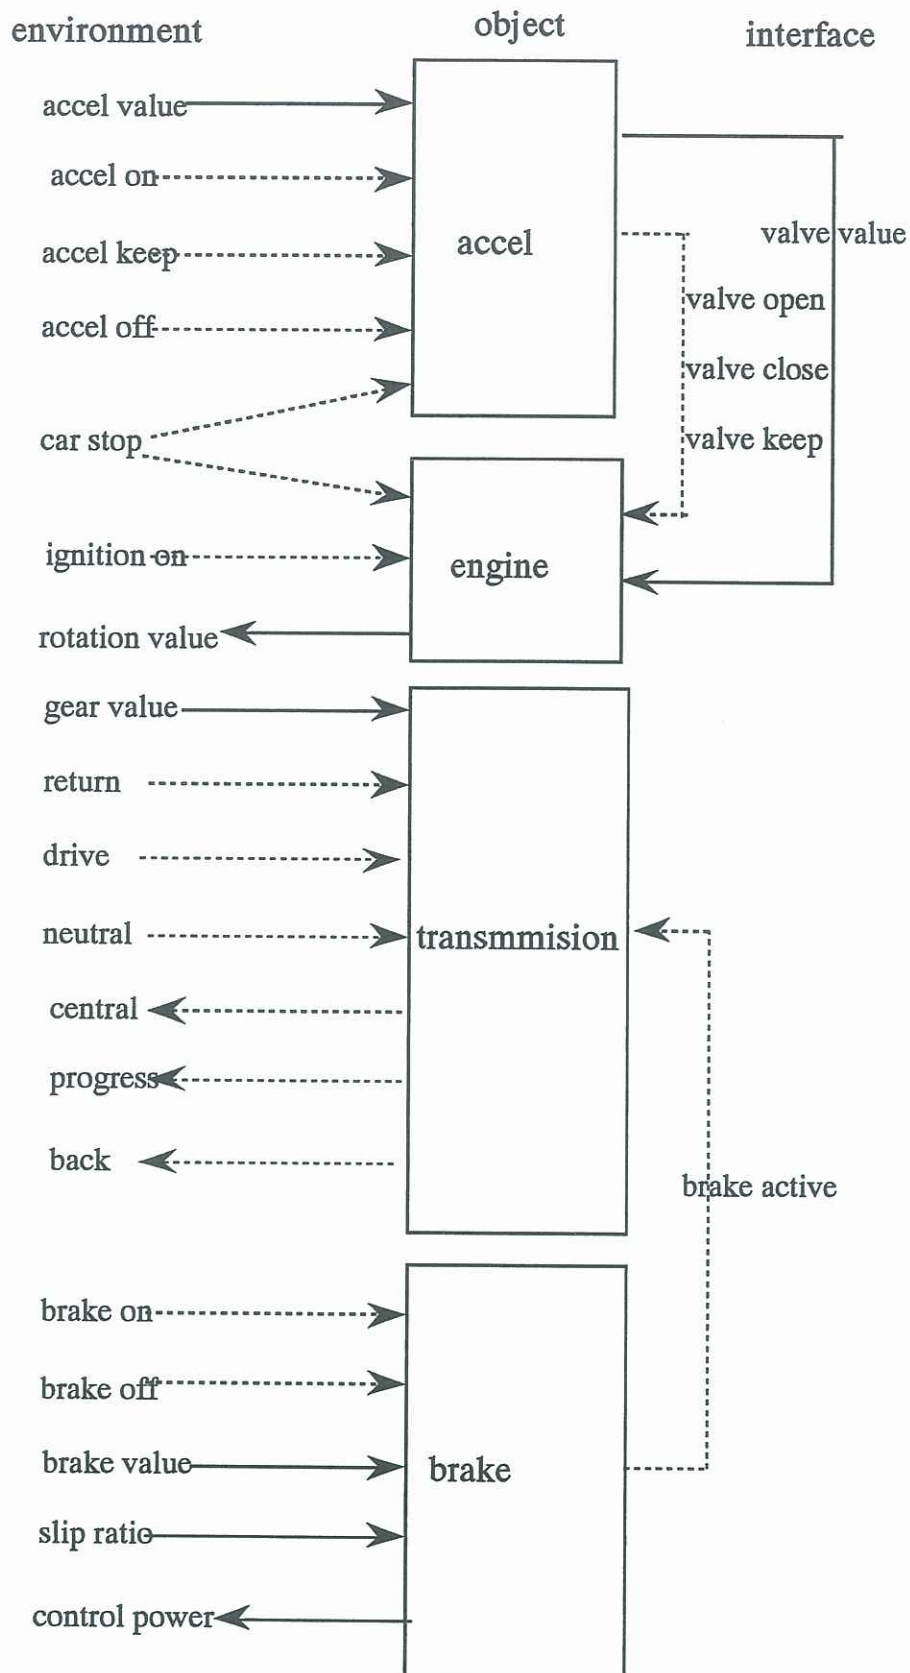 environment object interface
accel value
accel on
accel keep
accel off
car stop
ignition on
rotation value
accel
valve value
valve open
valve close
valve keep
engine
gear value
return
drive
neutral
central
progress
back
transmmision
brake active
brake on
brake off
brake value
slip ratio
control power
brake